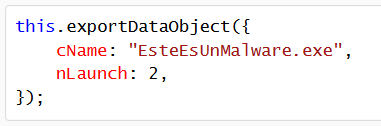 this.exportDataObject({
    cName: "EsteEsUnMalware.exe",
    nLaunch: 2,
});